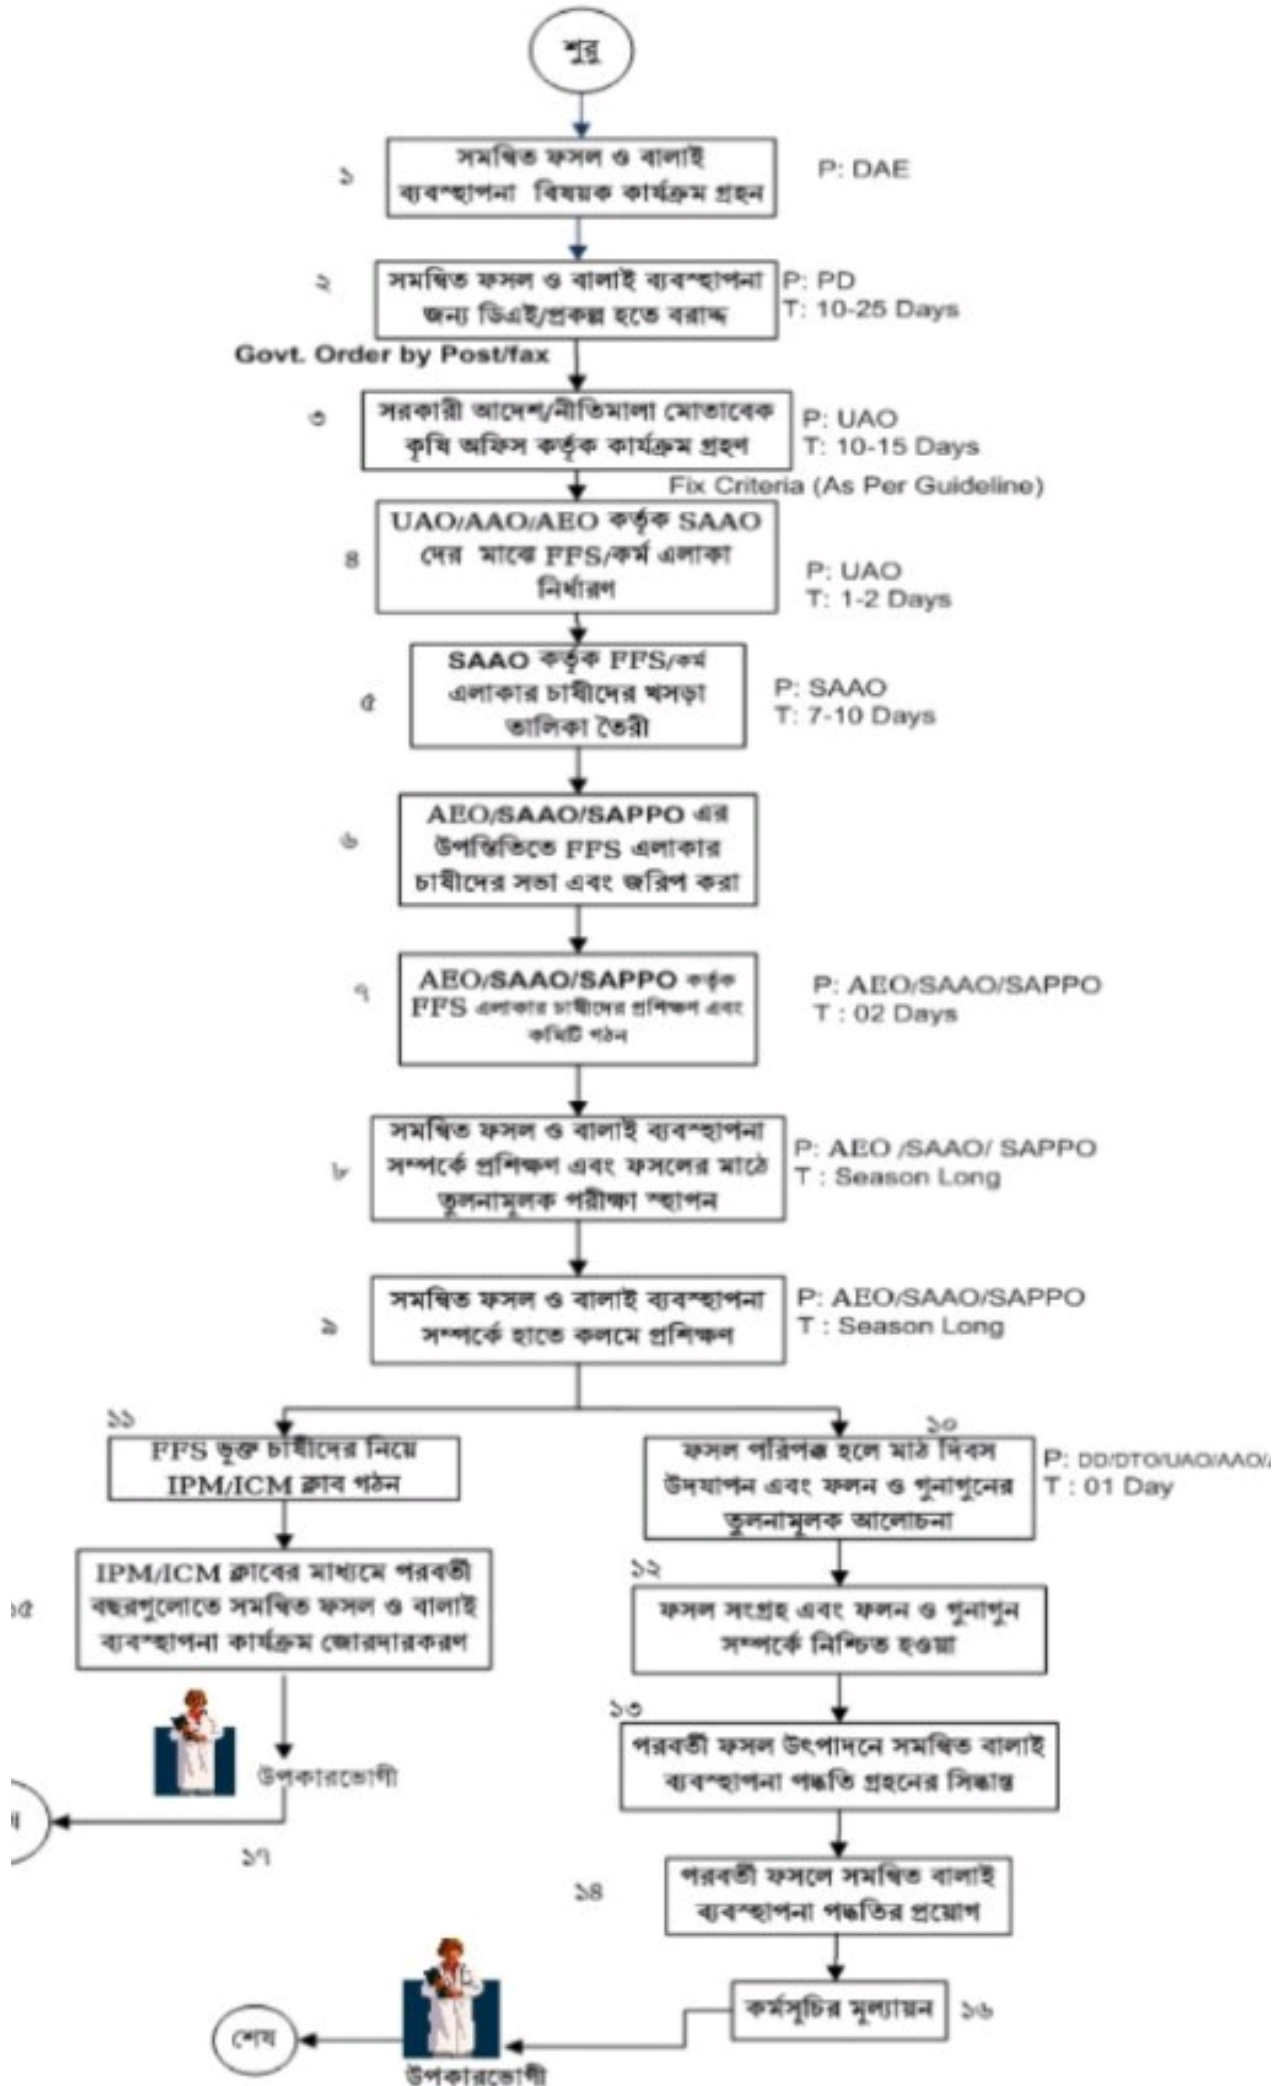 শুরু
১
সমন্বিত ফসল ও বালাই
ব্যবস্হাপনা বিষয়ক কার্যক্রম গ্রহন
P: DAE
২
সমন্বিত ফসল ও বালাই ব্যবস্হাপনা
জন্য ডিএই/প্রকল্প হতে বরাদ্দ
P: PD
T: 10-25 Days
Govt. Order by Post/fax
৩
সরকারী আদেশ/নীতিমালা মোতাবেক
কৃষি অফিস কর্তৃক কার্যক্রম গ্রহণ
P: UAO
T: 10-15 Days
Fix Criteria (As Per Guideline)
৪
UAO/AAO/AEO কর্তৃক SAAO
দের মাঝে FFS/কর্ম এলাকা
নির্ধারণ
P: UAO
T: 1-2 Days
৫
SAAO কর্তৃক FFS/কর্ম
এলাকার চাষীদের খসড়া
তালিকা তৈরী
P: SAAO
T: 7-10 Days
৬
AEO/SAAO/SAPPO এর
উপস্তিতিতে FFS এলাকার
চাষীদের সভা এবং জরিপ করা
৭
AEO/SAAO/SAPPO কর্তৃক
FFS এলাকার চাষীদের প্রশিক্ষণ এবং
কমিটি গঠন
P: AEO/SAAO/SAPPO
T : 02 Days
৮
সমন্বিত ফসল ও বালাই ব্যবস্হাপনা
সম্পর্কে প্রশিক্ষণ এবং ফসলের মাঠে
তুলনামুলক পরীক্ষা স্হাপন
P: AEO /SAAO/ SAPPO
T : Season Long
৯
সমন্বিত ফসল ও বালাই ব্যবস্হাপনা
সম্পর্কে হাতে কলমে প্রশিক্ষণ
P: AEO/SAAO/SAPPO
T : Season Long
১১
FFS ভূক্ত চাষীদের নিয়ে
IPM/ICM ক্লাব গঠন
১০
ফসল পরিপক্ক হলে মাঠ দিবস
উদযাপন এবং ফলন ও গুনাগুনের
তুলনামুলক আলোচনা
P: DD/DTO/UAO/AAO/
T : 01 Day
১৫
IPM/ICM ক্লাবের মাধ্যমে পরবর্তী
বছরগুলোতে সমন্বিত ফসল ও বালাই
ব্যবস্হাপনা কার্যক্রম জোরদারকরণ
১২
ফসল সংগ্রহ এবং ফলন ও গুনাগুন
সম্পর্কে নিশ্চিত হওয়া
উপকারভোগী
১৭
১৩
পরবর্তী ফসল উৎপাদনে সমন্বিত বালাই
ব্যবস্হাপনা পদ্ধতি গ্রহনের সিদ্ধান্ত
১৪
পরবর্তী ফসলে সমন্বিত বালাই
ব্যবস্হাপনা পদ্ধতির প্রয়োগ
কর্মসূচির মূল্যায়ন
১৬
উপকারভোগী
শেষ